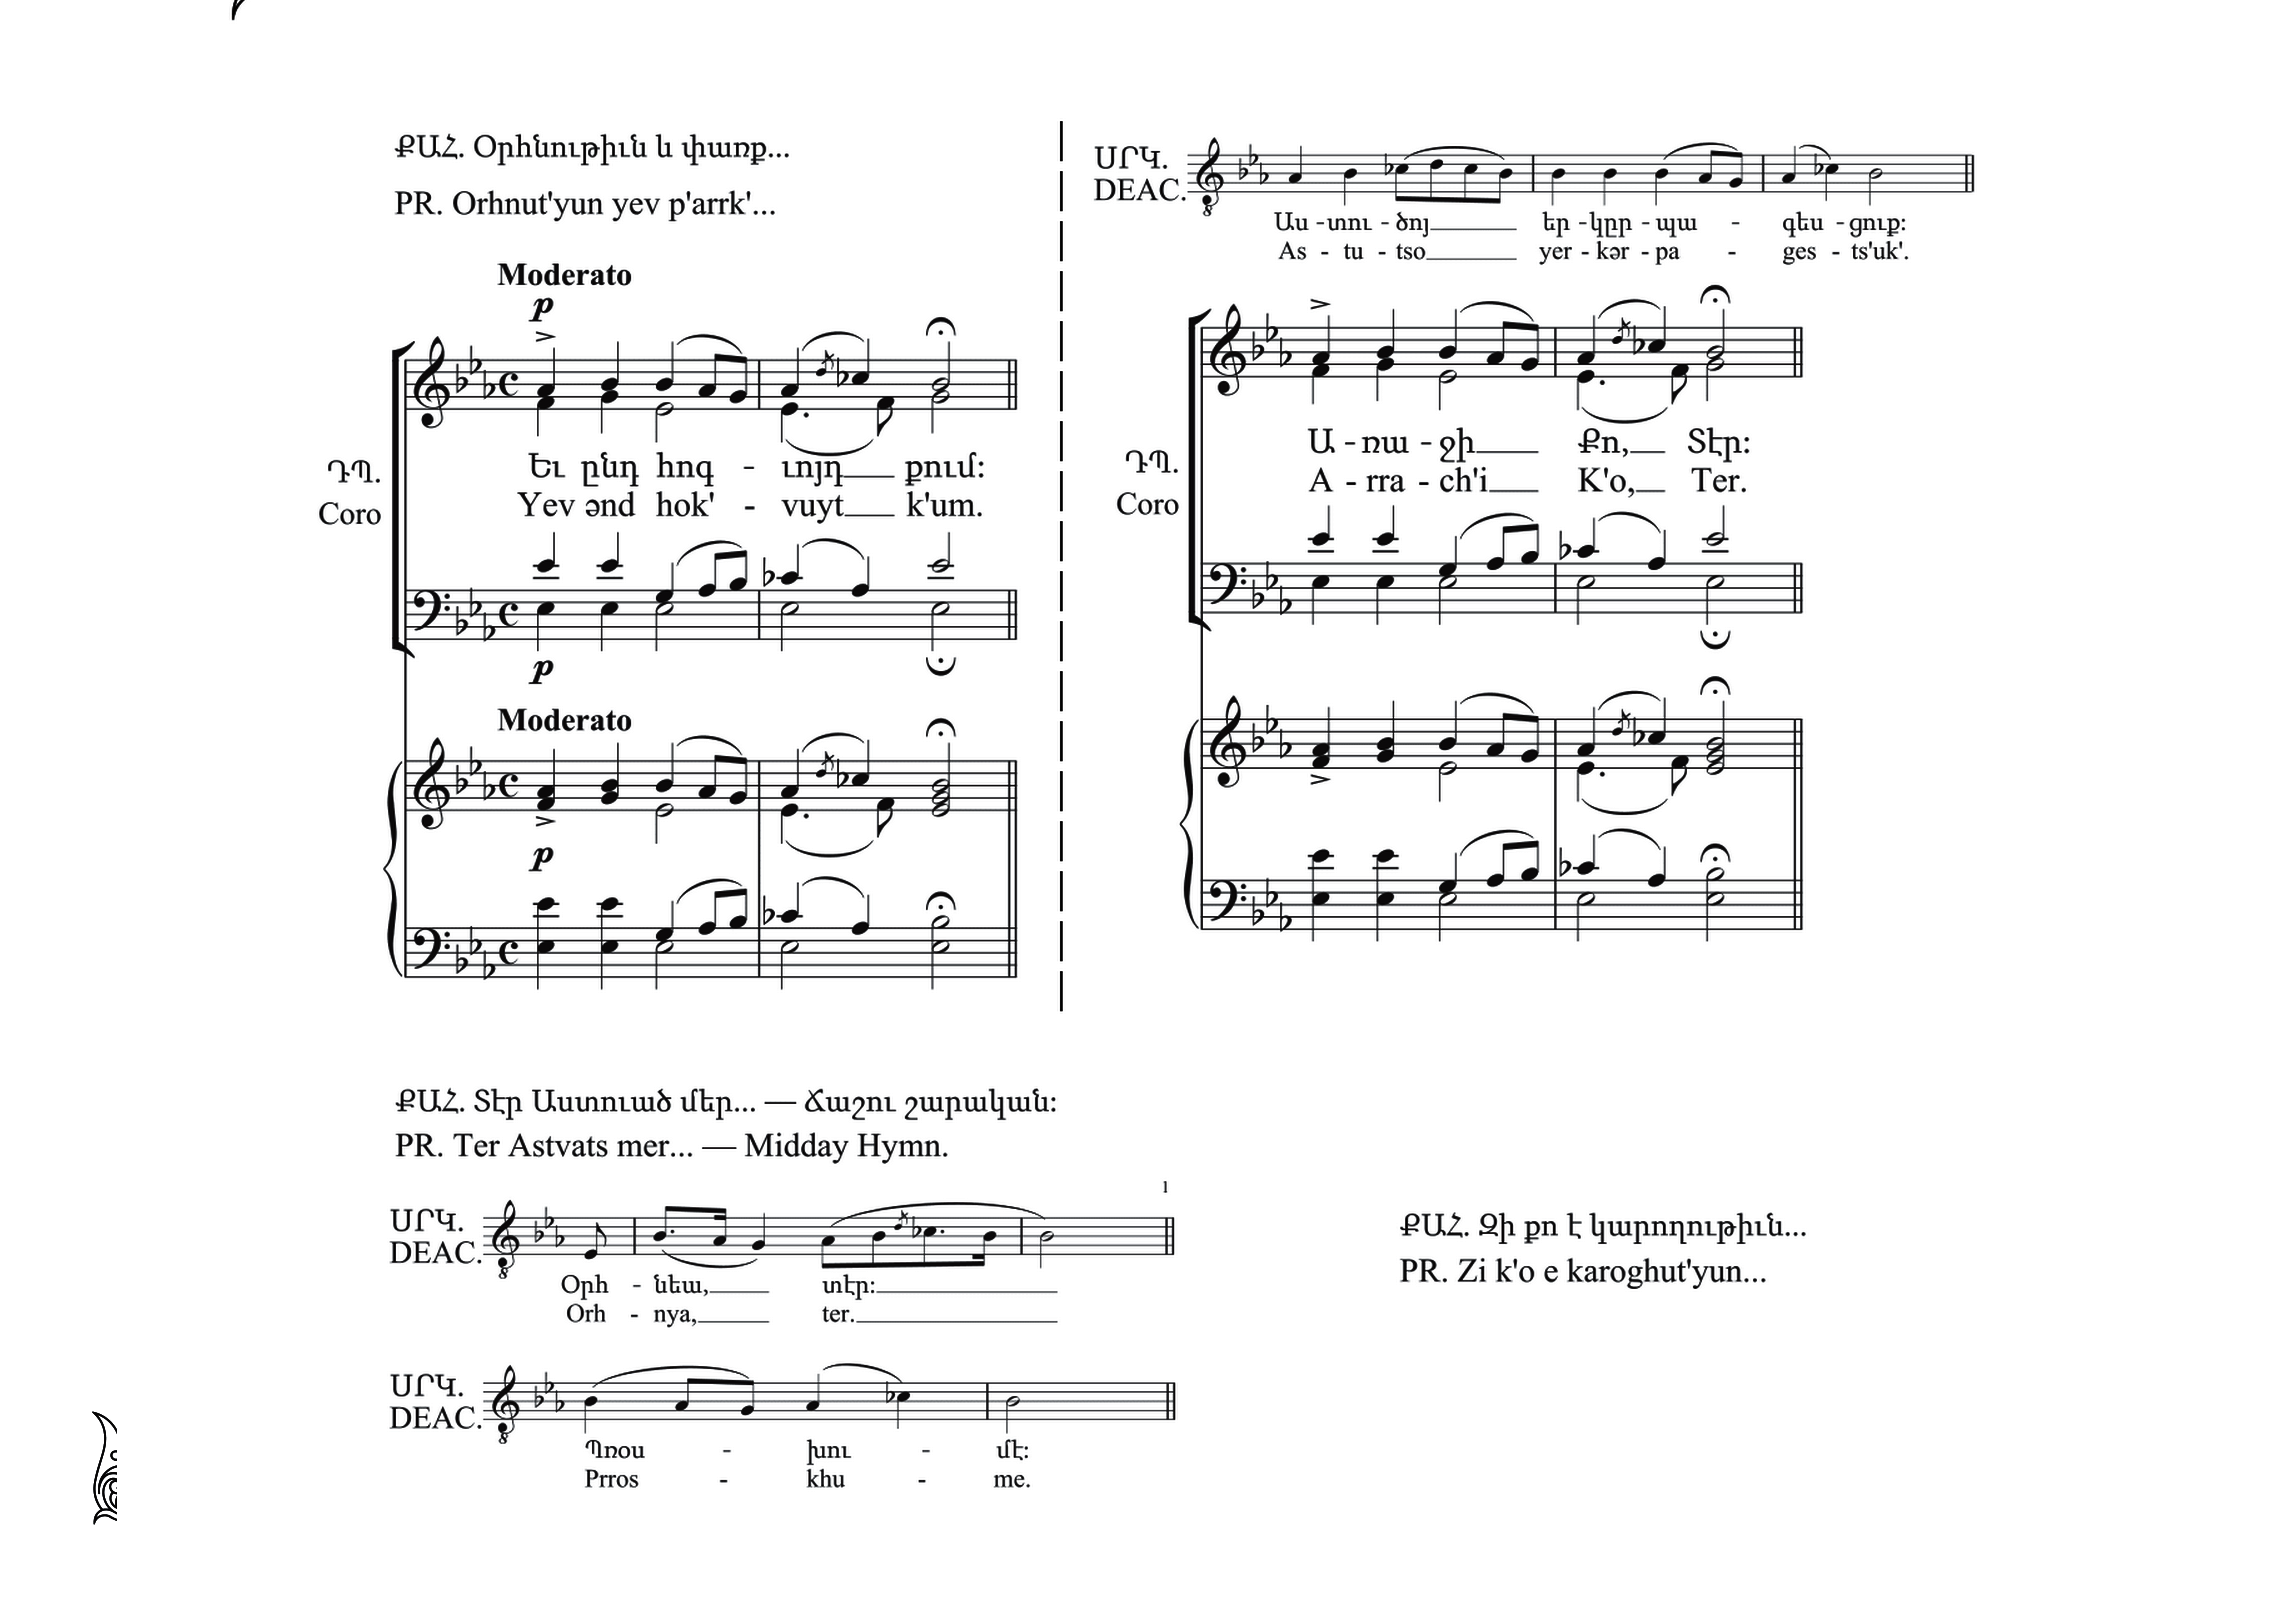 ՔԱՀ. Օրհնութիւն և փառք...
PR. Orhnut'yun yev p'arrk'...
Moderato
p
ԴՊ.
Coro
Եւ ընդ հոգ - ւոյդ քում:
Yev ənd hok' - vuyt k'um.
p
Moderato
p
ՍՐԿ.
DEAC.
Աս - տու - ծոյ եր - կըր - պա - գես - ցուք:
As - tu - tso yer - kər - pa - ges - ts'uk'.
ԴՊ.
Coro
Ա - ռա - ջի Քո, Տէր:
A - rra - ch'i K'o, Ter.
ՔԱՀ. Տէր Աստուած մեր... — Ճաշու շարական:
PR. Ter Astvats mer... — Midday Hymn.
1
ՍՐԿ.
DEAC.
Օրհ - նեա, տէր:
Orh - nya, ter.
ՔԱՀ. Զի քո է կարողութիւն...
PR. Zi k'o e karoghut'yun...
ՍՐԿ.
DEAC.
Պռօս - խու - մէ:
Prros - khu - me.